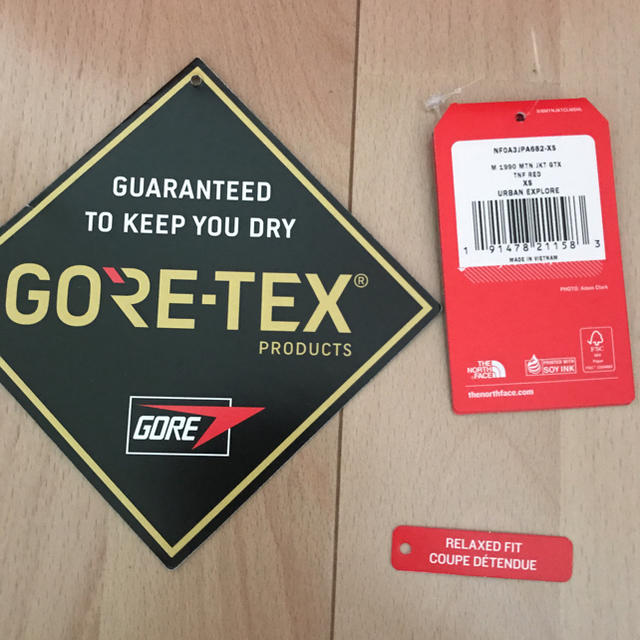 GUARANTEED
TO KEEP YOU DRY
GORE-TEX®
PRODUCTS
GORE
NF0A3JPA682-XS
M 1990 MTN JKT GTX
TNF RED
XS
URBAN EXPLORE
1 91478 21158 3
MADE IN VIETNAM
PHOTO: Adam Clark
THE
NORTH
FACE
PRINTED WITH
SOY INK
FSC
MIX
Paper
thenorthface.com
RELAXED FIT
COUPE DÉTENDUE